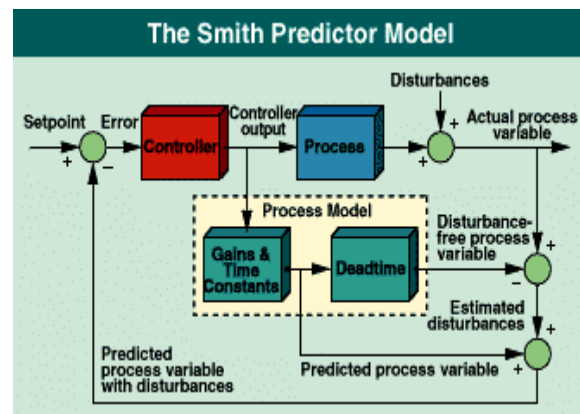 The Smith Predictor Model
Disturbances
Setpoint
Error
Controller
output
Actual process
variable
+
+
+
−
Controller
Process
Process Model
Disturbance-
free process
variable
Gains &
Time
Constants
Deadtime
+
−
Estimated
disturbances
+
+
Predicted
process variable
with disturbances
Predicted process variable